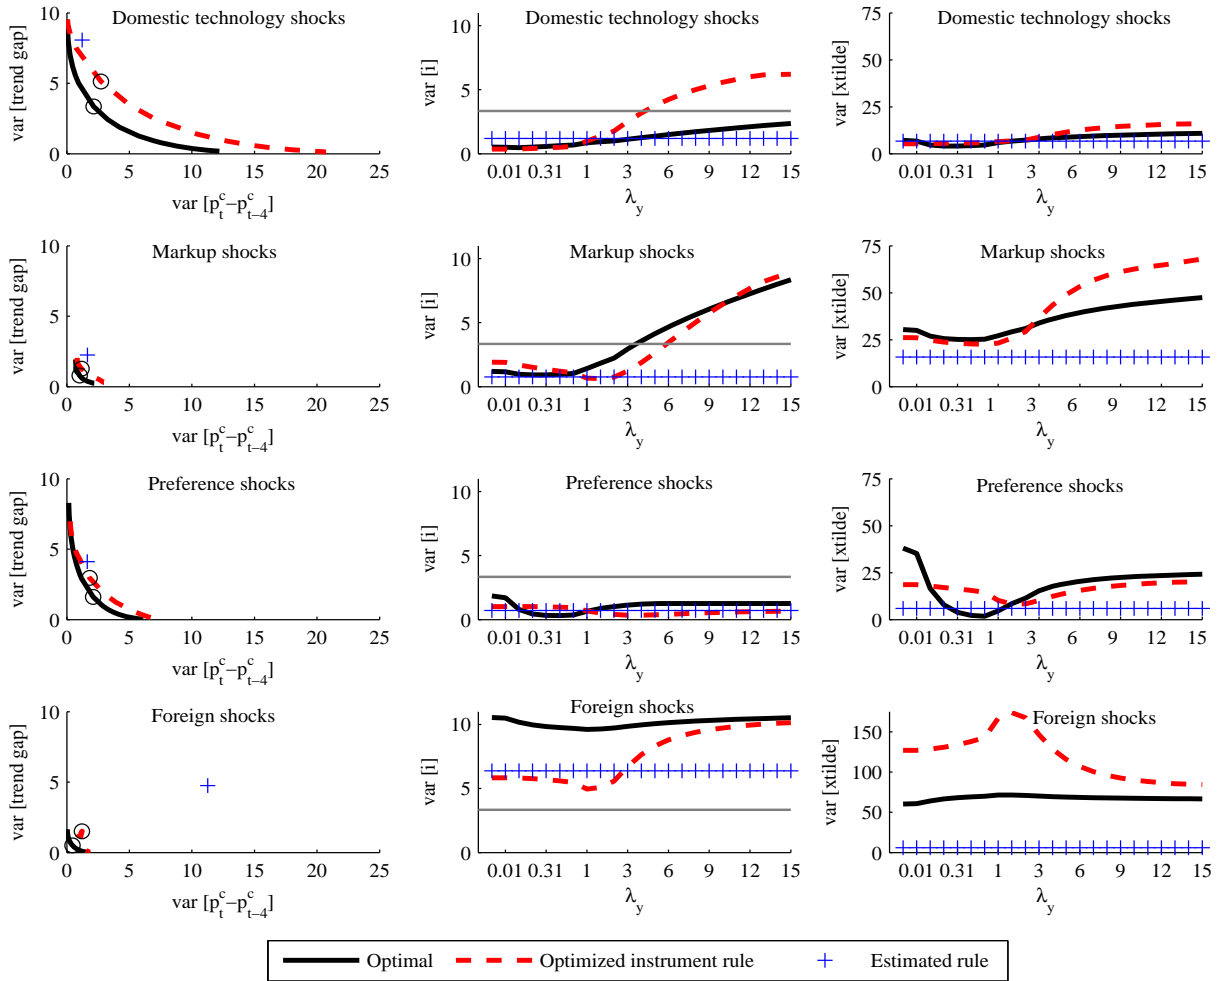 Domestic technology shocks
var [trend gap]
10
5
0
0 5 10 15 20 25
var [p_t^c−p_{t−4}^c]
Domestic technology shocks
var [i]
10
5
0
0.01 0.31 1 3 6 9 12 15
λ_y
Domestic technology shocks
var [xtilde]
75
50
25
0
0.01 0.31 1 3 6 9 12 15
λ_y
Markup shocks
var [trend gap]
10
5
0
0 5 10 15 20 25
var [p_t^c−p_{t−4}^c]
Markup shocks
var [i]
10
5
0
0.01 0.31 1 3 6 9 12 15
λ_y
Markup shocks
var [xtilde]
75
50
25
0
0.01 0.31 1 3 6 9 12 15
λ_y
Preference shocks
var [trend gap]
10
5
0
0 5 10 15 20 25
var [p_t^c−p_{t−4}^c]
Preference shocks
var [i]
10
5
0
0.01 0.31 1 3 6 9 12 15
λ_y
Preference shocks
var [xtilde]
75
50
25
0
0.01 0.31 1 3 6 9 12 15
λ_y
Foreign shocks
var [trend gap]
10
5
0
0 5 10 15 20 25
var [p_t^c−p_{t−4}^c]
Foreign shocks
var [i]
10
5
0
0.01 0.31 1 3 6 9 12 15
λ_y
Foreign shocks
var [xtilde]
150
100
50
0
0.01 0.31 1 3 6 9 12 15
λ_y
Optimal Optimized instrument rule Estimated rule